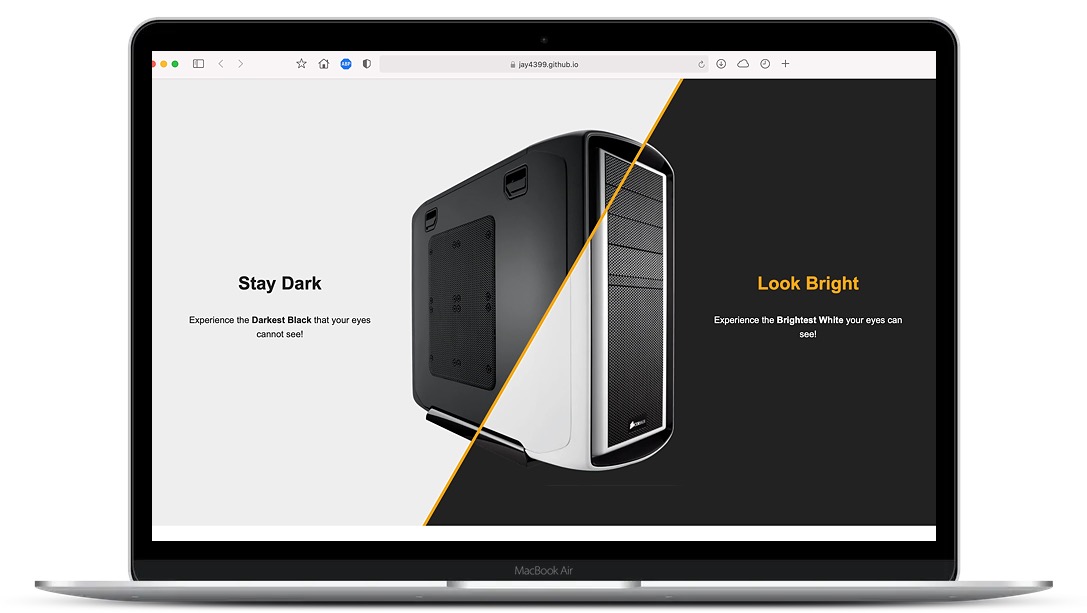 ABP
jay4399.github.io
Stay Dark
Experience the Darkest Black that your eyes
cannot see!
Look Bright
Experience the Brightest White your eyes can
see!
MacBook Air